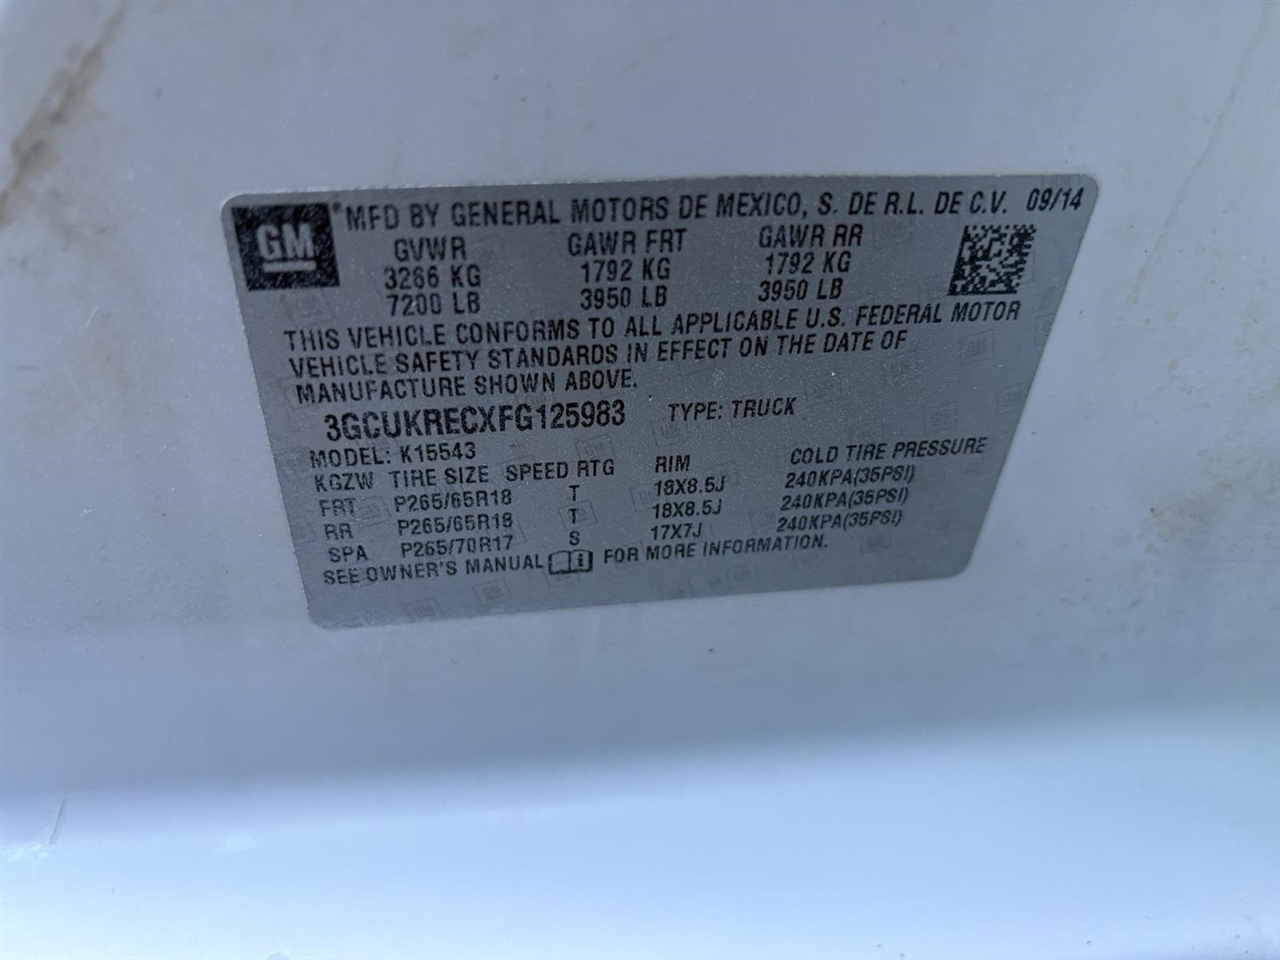 GM ® MFD BY GENERAL MOTORS DE MEXICO, S. DE R.L. DE C.V. 09/14
GVWR GAWR FRT GAWR RR
3266 KG 1792 KG 1792 KG
7200 LB 3950 LB 3950 LB
THIS VEHICLE CONFORMS TO ALL APPLICABLE U.S. FEDERAL MOTOR
VEHICLE SAFETY STANDARDS IN EFFECT ON THE DATE OF
MANUFACTURE SHOWN ABOVE.
3GCUKRECXFG125983 TYPE: TRUCK
MODEL: K15543
KGZW TIRE SIZE SPEED RTG RIM COLD TIRE PRESSURE
FRT P265/65R18 T 18X8.5J 240KPA(35PSI)
RR P265/65R18 T 18X8.5J 240KPA(35PSI)
SPA P265/70R17 S 17X7J 240KPA(35PSI)
SEE OWNER'S MANUAL i FOR MORE INFORMATION.